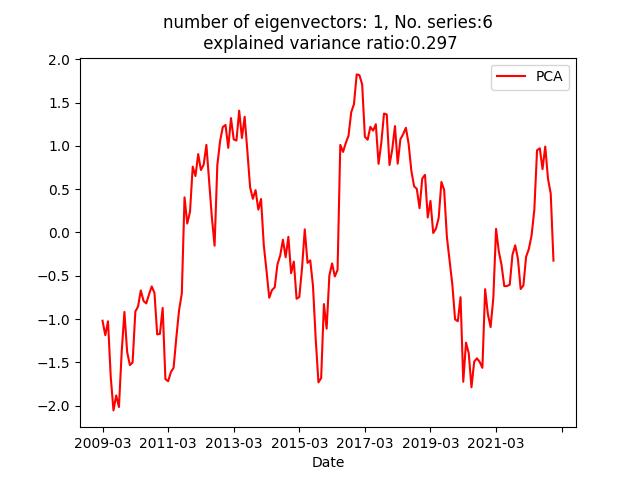 number of eigenvectors: 1, No. series:6
explained variance ratio:0.297
PCA
2.0
1.5
1.0
0.5
0.0
−0.5
−1.0
−1.5
−2.0
2009-03 2011-03 2013-03 2015-03 2017-03 2019-03 2021-03
Date